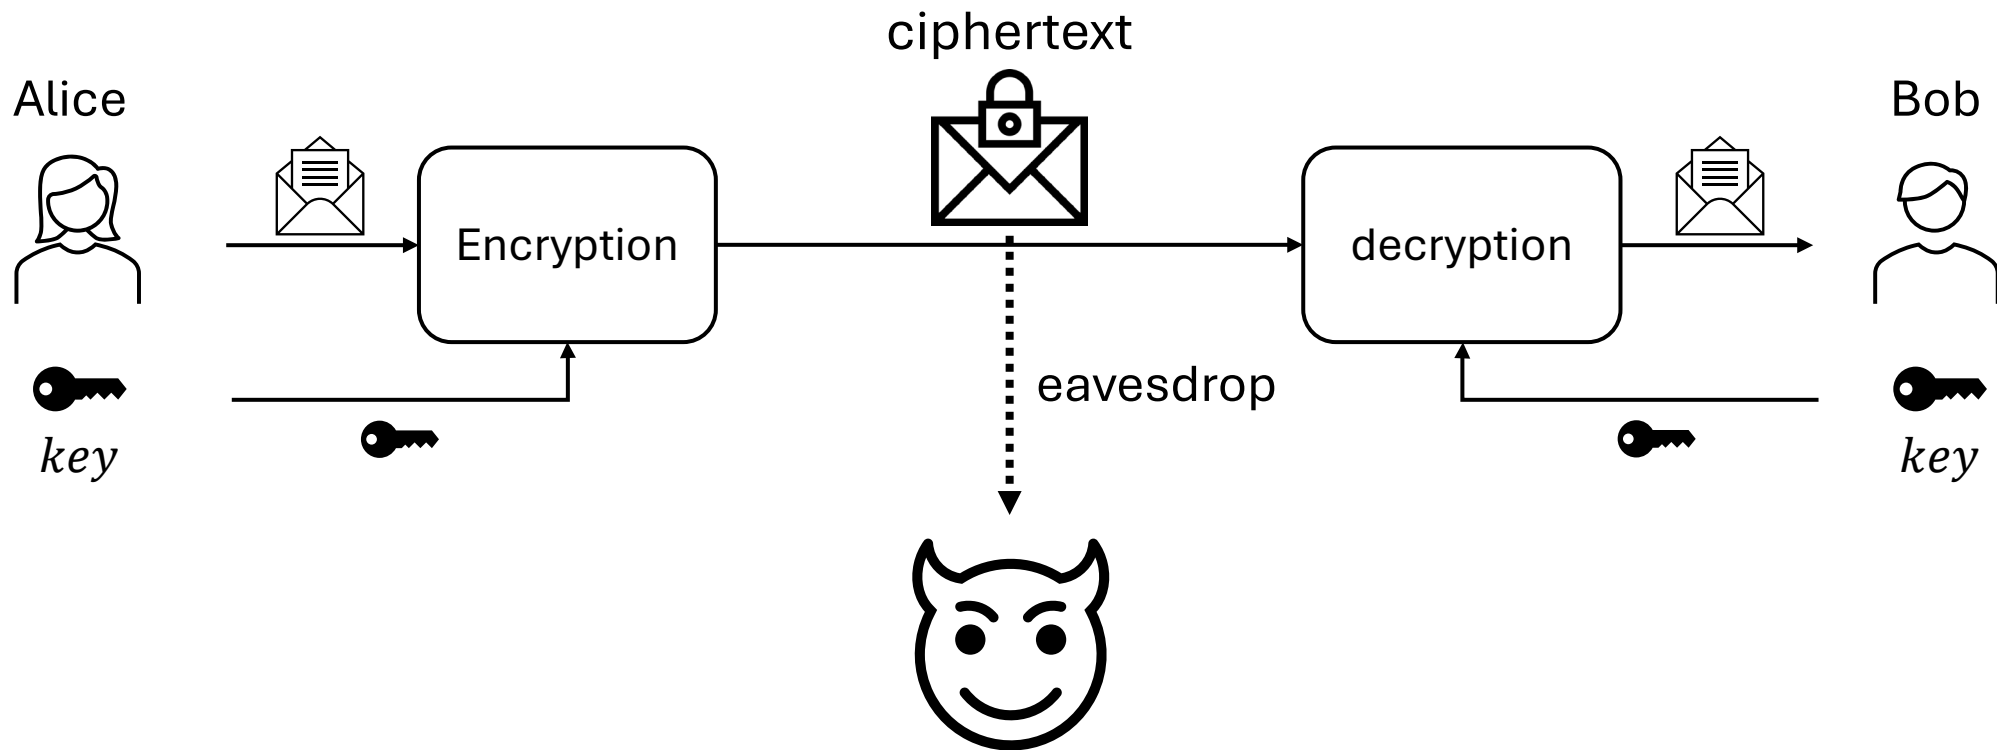 ciphertext
Alice
Bob
Encryption
decryption
eavesdrop
key
key